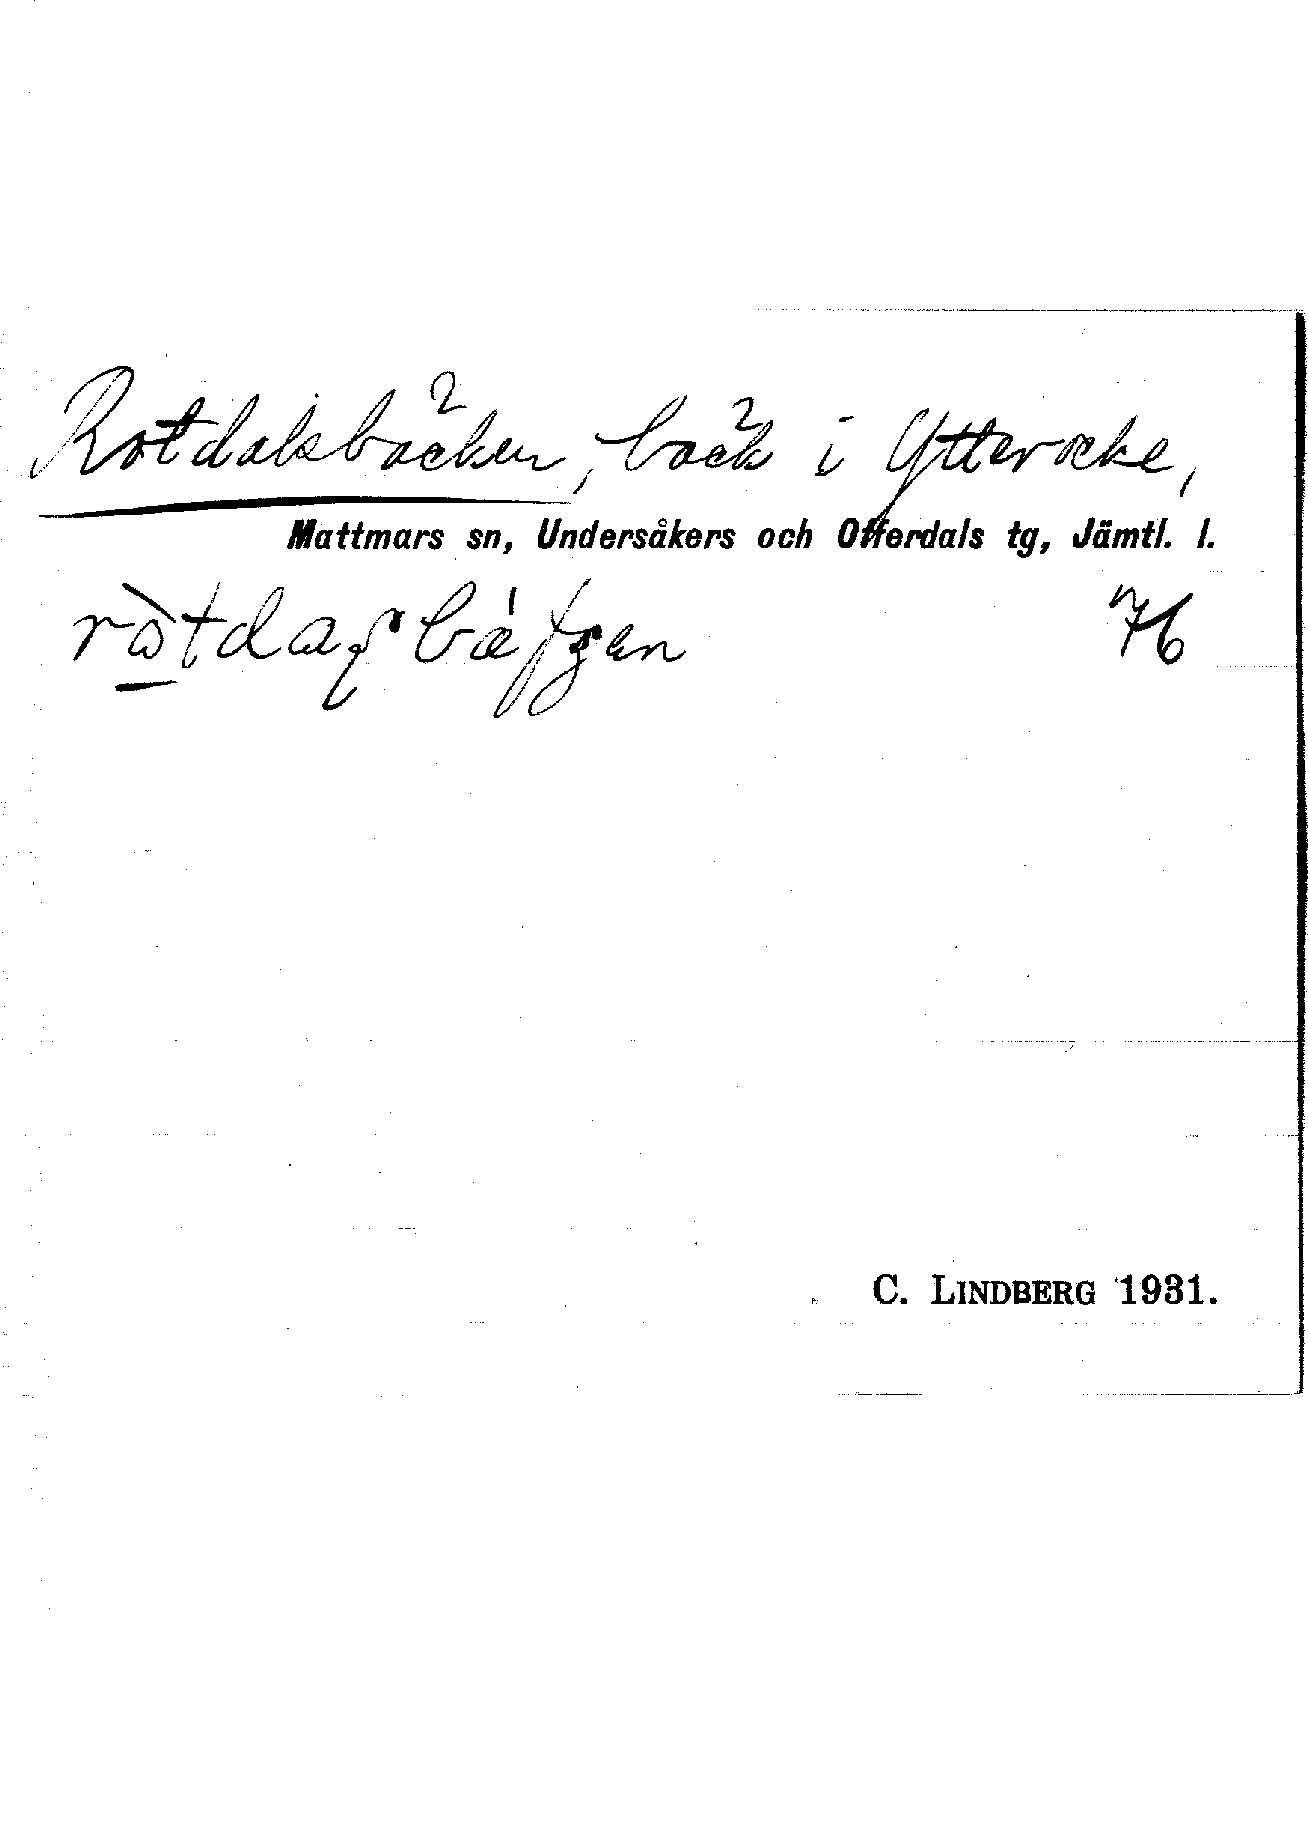 Rotdalsbäcken, bäck i Ytterocke,
Mattmars sn, Undersåkers och Offerdals tg, Jämtl. l.
76
C. LINDBERG 1931.